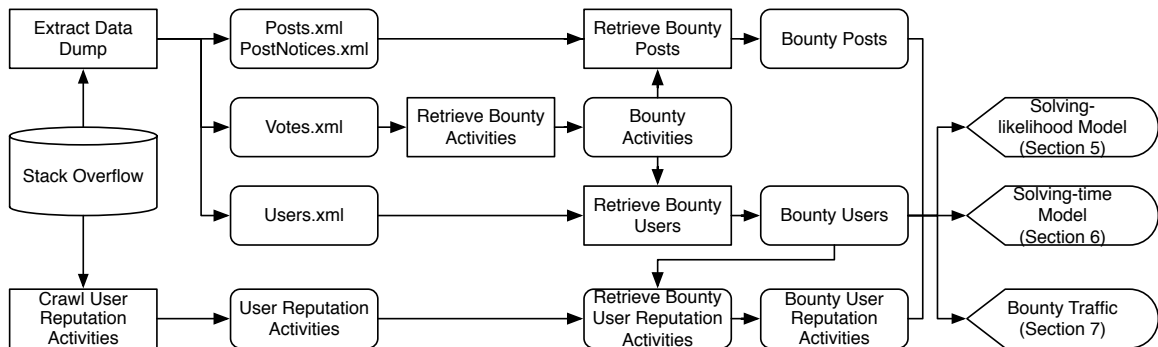 Extract Data
Dump
Posts.xml
PostNotices.xml
Retrieve Bounty
Posts
Bounty Posts
Votes.xml
Retrieve Bounty
Activities
Bounty
Activities
Solving-
likelihood Model
(Section 5)
Stack Overflow
Users.xml
Retrieve Bounty
Users
Bounty Users
Solving-time
Model
(Section 6)
Crawl User
Reputation
Activities
User Reputation
Activities
Retrieve Bounty
User Reputation
Activities
Bounty User
Reputation
Activities
Bounty Traffic
(Section 7)